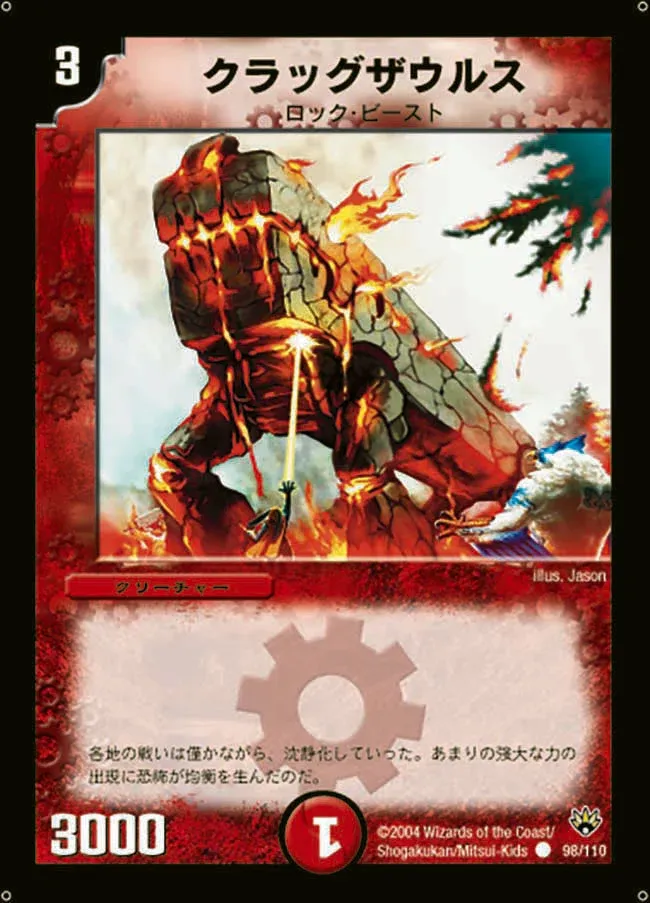 3
クラッグザウルス
ロック・ビースト
illus. Jason
クリーチャー
各地の戦いは僅かながら、沈静化していった。あまりの強大な力の
出現に恐怖が均衡を生んだのだ。
3000
1
©2004 Wizards of the Coast/
Shogakukan/Mitsui-Kids
98/110